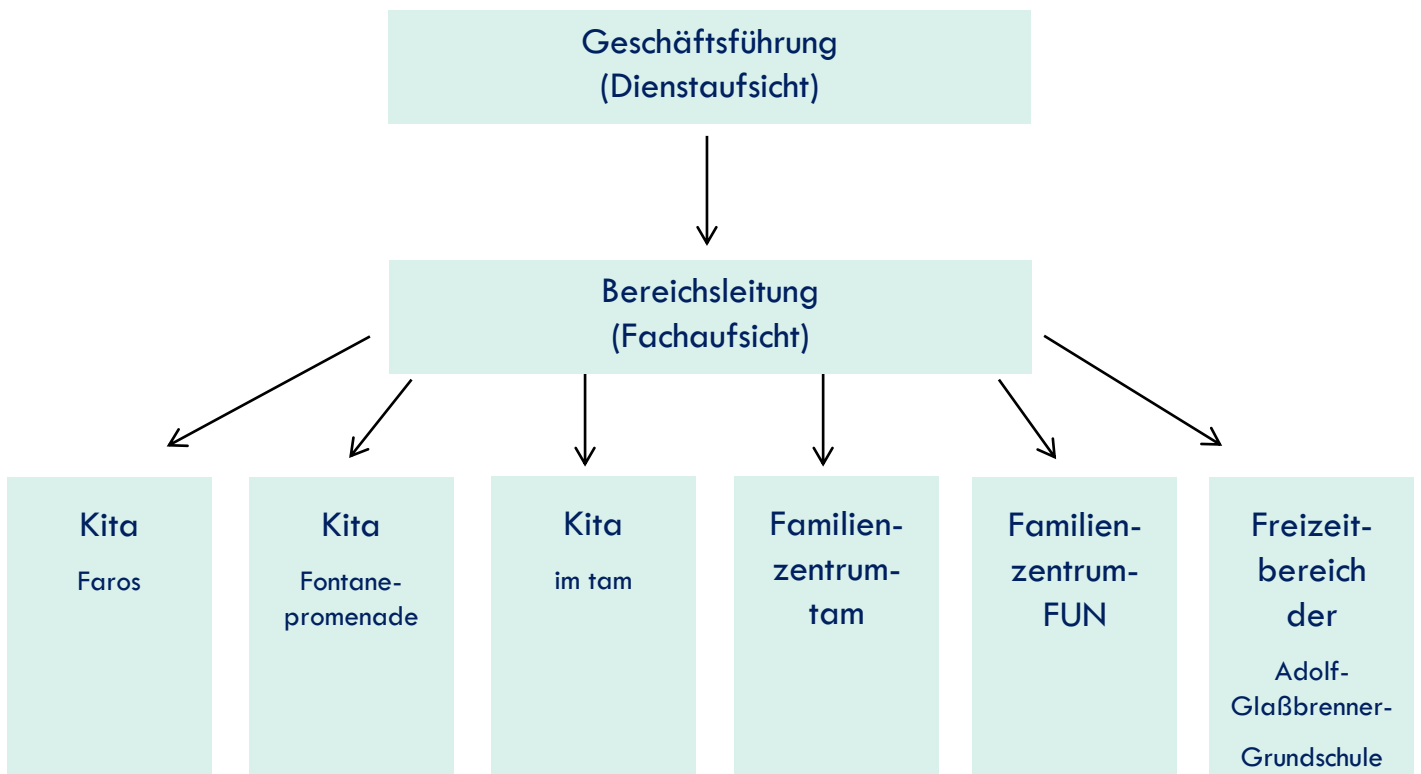 Geschäftsführung
(Dienstaufsicht)
Bereichsleitung
(Fachaufsicht)
Kita
Faros
Kita
Fontane-
promenade
Kita
im tam
Familien-
zentrum-
tam
Familien-
zentrum-
FUN
Freizeit-
bereich
der
Adolf-
Glaßbrenner-
Grundschule